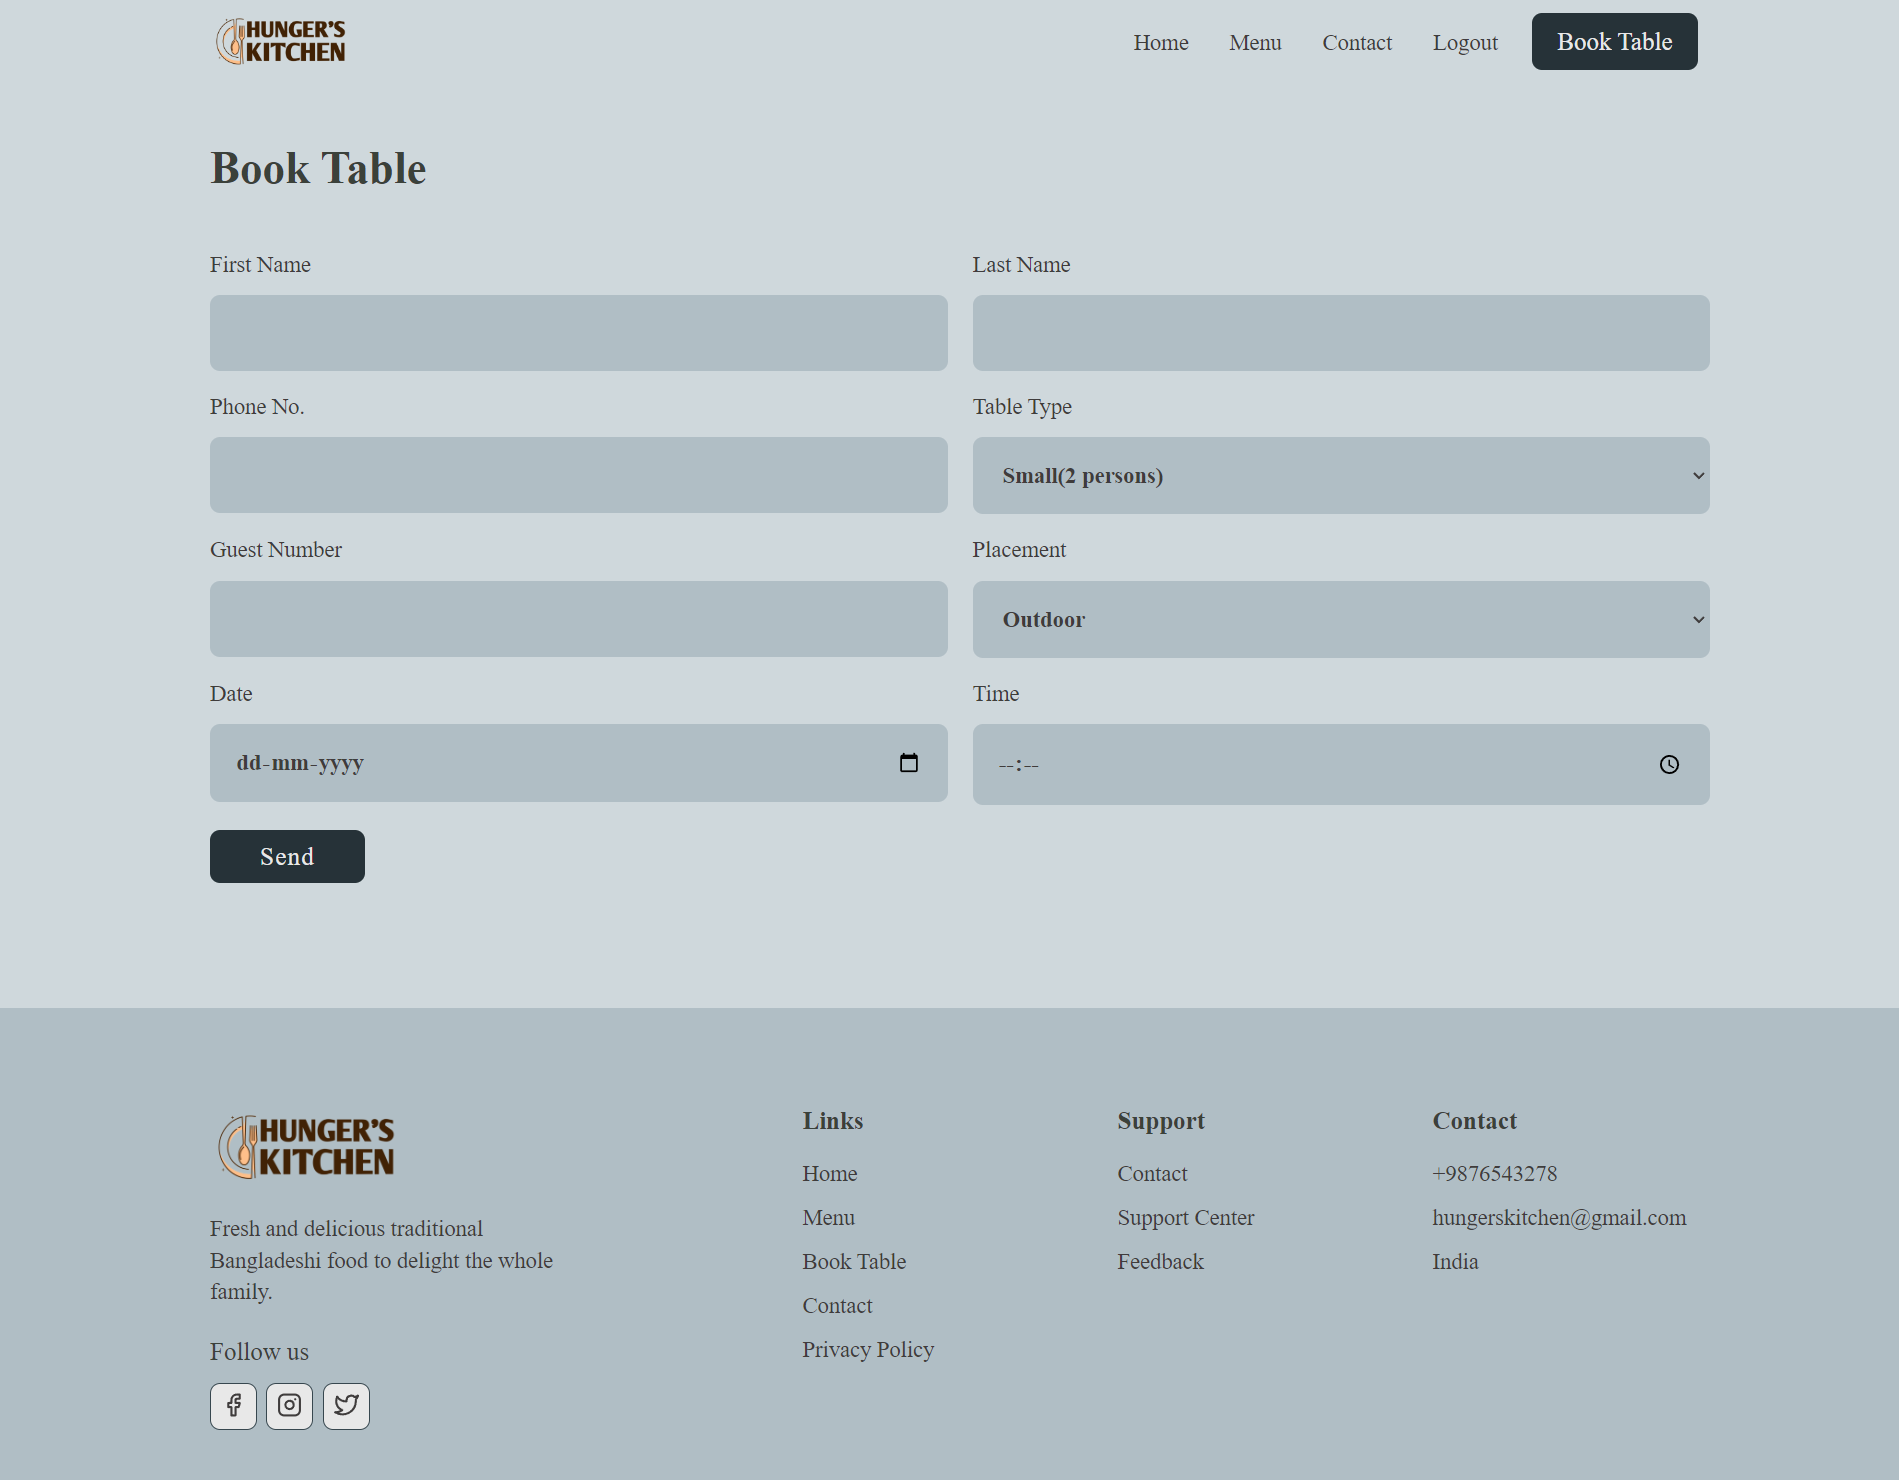 HUNGER'S
KITCHEN
Home Menu Contact Logout Book Table
Book Table
First Name
Last Name
Phone No.
Table Type
Small(2 persons)
Guest Number
Placement
Outdoor
Date
Time
dd-mm-yyyy
--:--
Send
HUNGER'S
KITCHEN
Fresh and delicious traditional
Bangladeshi food to delight the whole
family.
Follow us
Links
Home
Menu
Book Table
Contact
Privacy Policy
Support
Contact
Support Center
Feedback
Contact
+9876543278
hungerskitchen@gmail.com
India